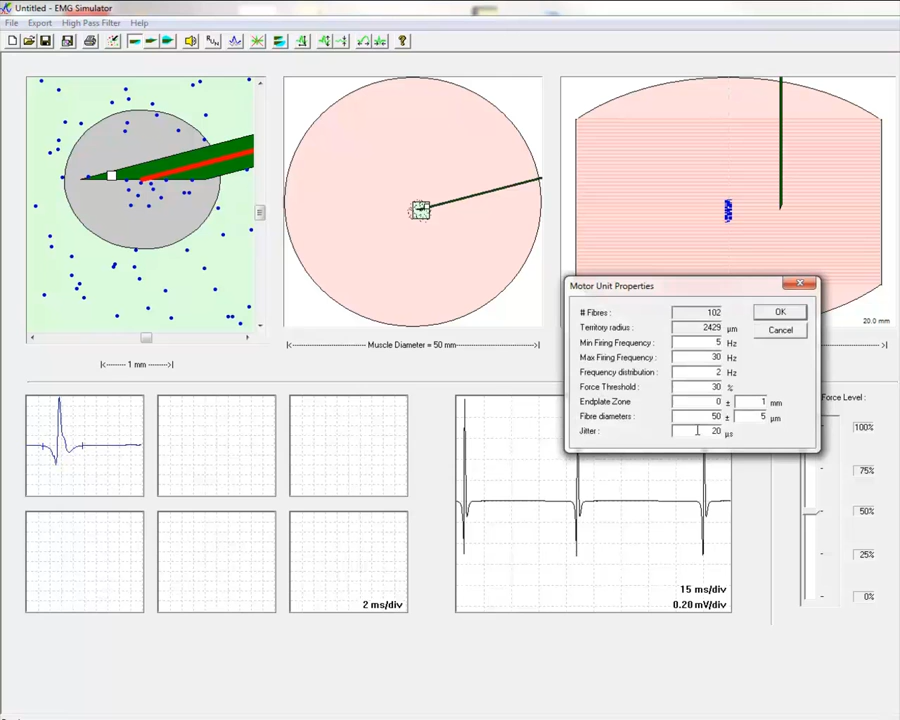 Untitled - EMG Simulator
File Export High Pass Filter Help
RUN
1 mm
Muscle Diameter = 50 mm
20.0 mm
Motor Unit Properties
# Fibres : 102
Territory radius : 2429 μm
Min Firing Frequency : 5 Hz
Max Firing Frequency : 30 Hz
Frequency distribution : 2 Hz
Force Threshold : 30 %
Endplate Zone 0 ± 1 mm
Fibre diameters : 50 ± 5 μm
Jitter : 20 μs
OK
Cancel
2 ms/div
15 ms/div
0.20 mV/div
Force Level :
100%
75%
50%
25%
0%